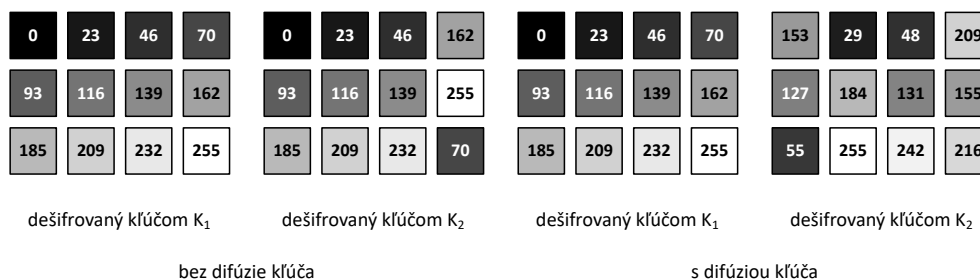 0 23 46 70 0 23 46 162 0 23 46 70 153 29 48 209
93 116 139 162 93 116 139 255 93 116 139 162 127 184 131 155
185 209 232 255 185 209 232 70 185 209 232 255 55 255 242 216
dešifrovaný kľúčom K₁ dešifrovaný kľúčom K₂ dešifrovaný kľúčom K₁ dešifrovaný kľúčom K₂
bez difúzie kľúča s difúziou kľúča